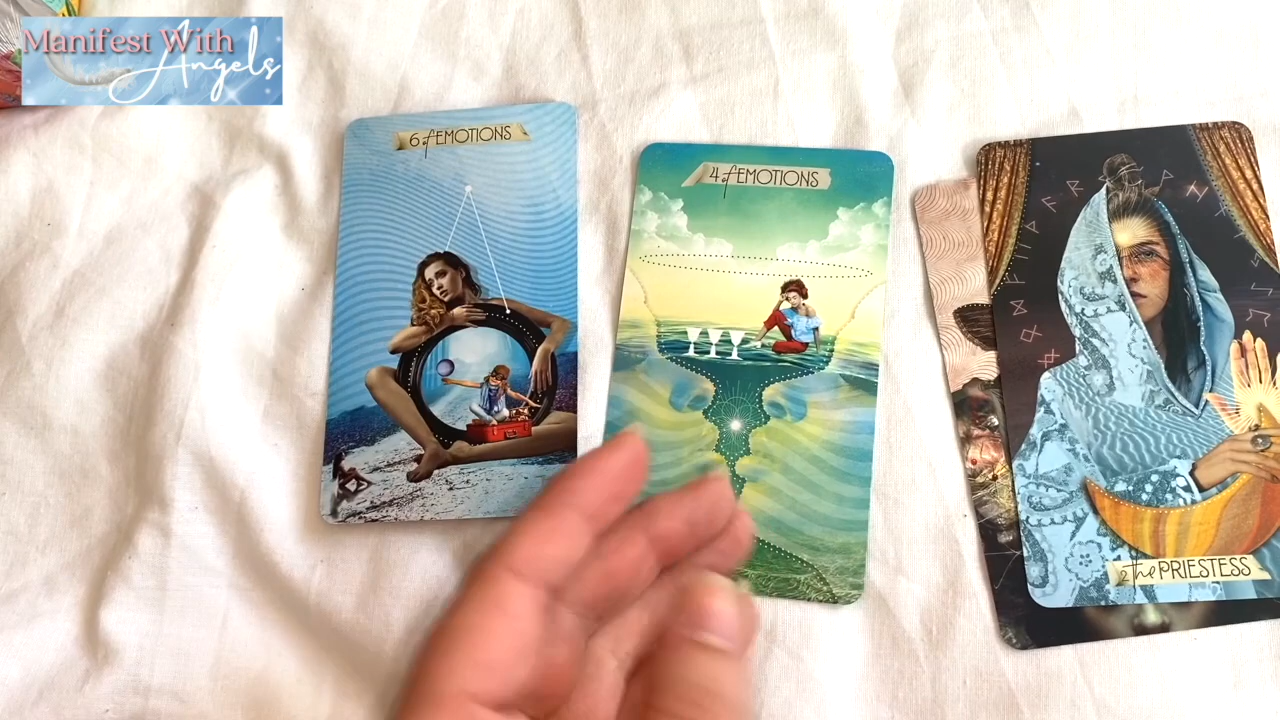 Manifest With
Angels
6 of EMOTIONS
4 of EMOTIONS
2 the PRIESTESS